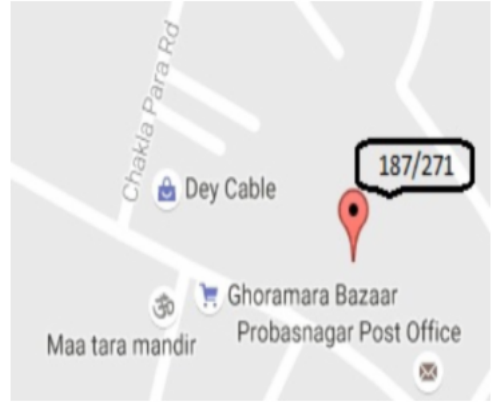 Chakla Para Rd
187/271
Dey Cable
Ghoramara Bazaar
Probasnagar Post Office
Maa tara mandir
ॐ